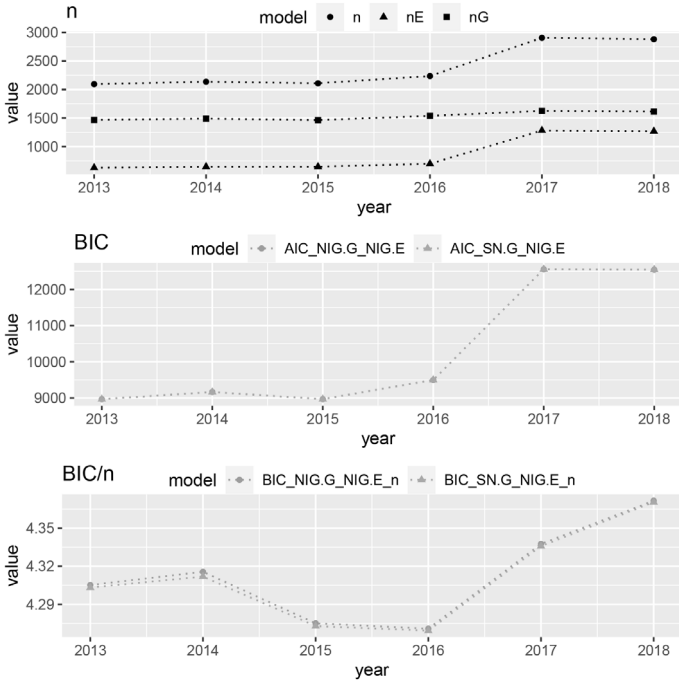 n
model n nE nG
3000
2500
2000
1500
1000
value
2013 2014 2015 2016 2017 2018
year
BIC
model AIC_NIG.G_NIG.E AIC_SN.G_NIG.E
12000
11000
10000
9000
value
2013 2014 2015 2016 2017 2018
year
BIC/n
model BIC_NIG.G_NIG.E_n BIC_SN.G_NIG.E_n
4.35
4.32
4.29
value
2013 2014 2015 2016 2017 2018
year